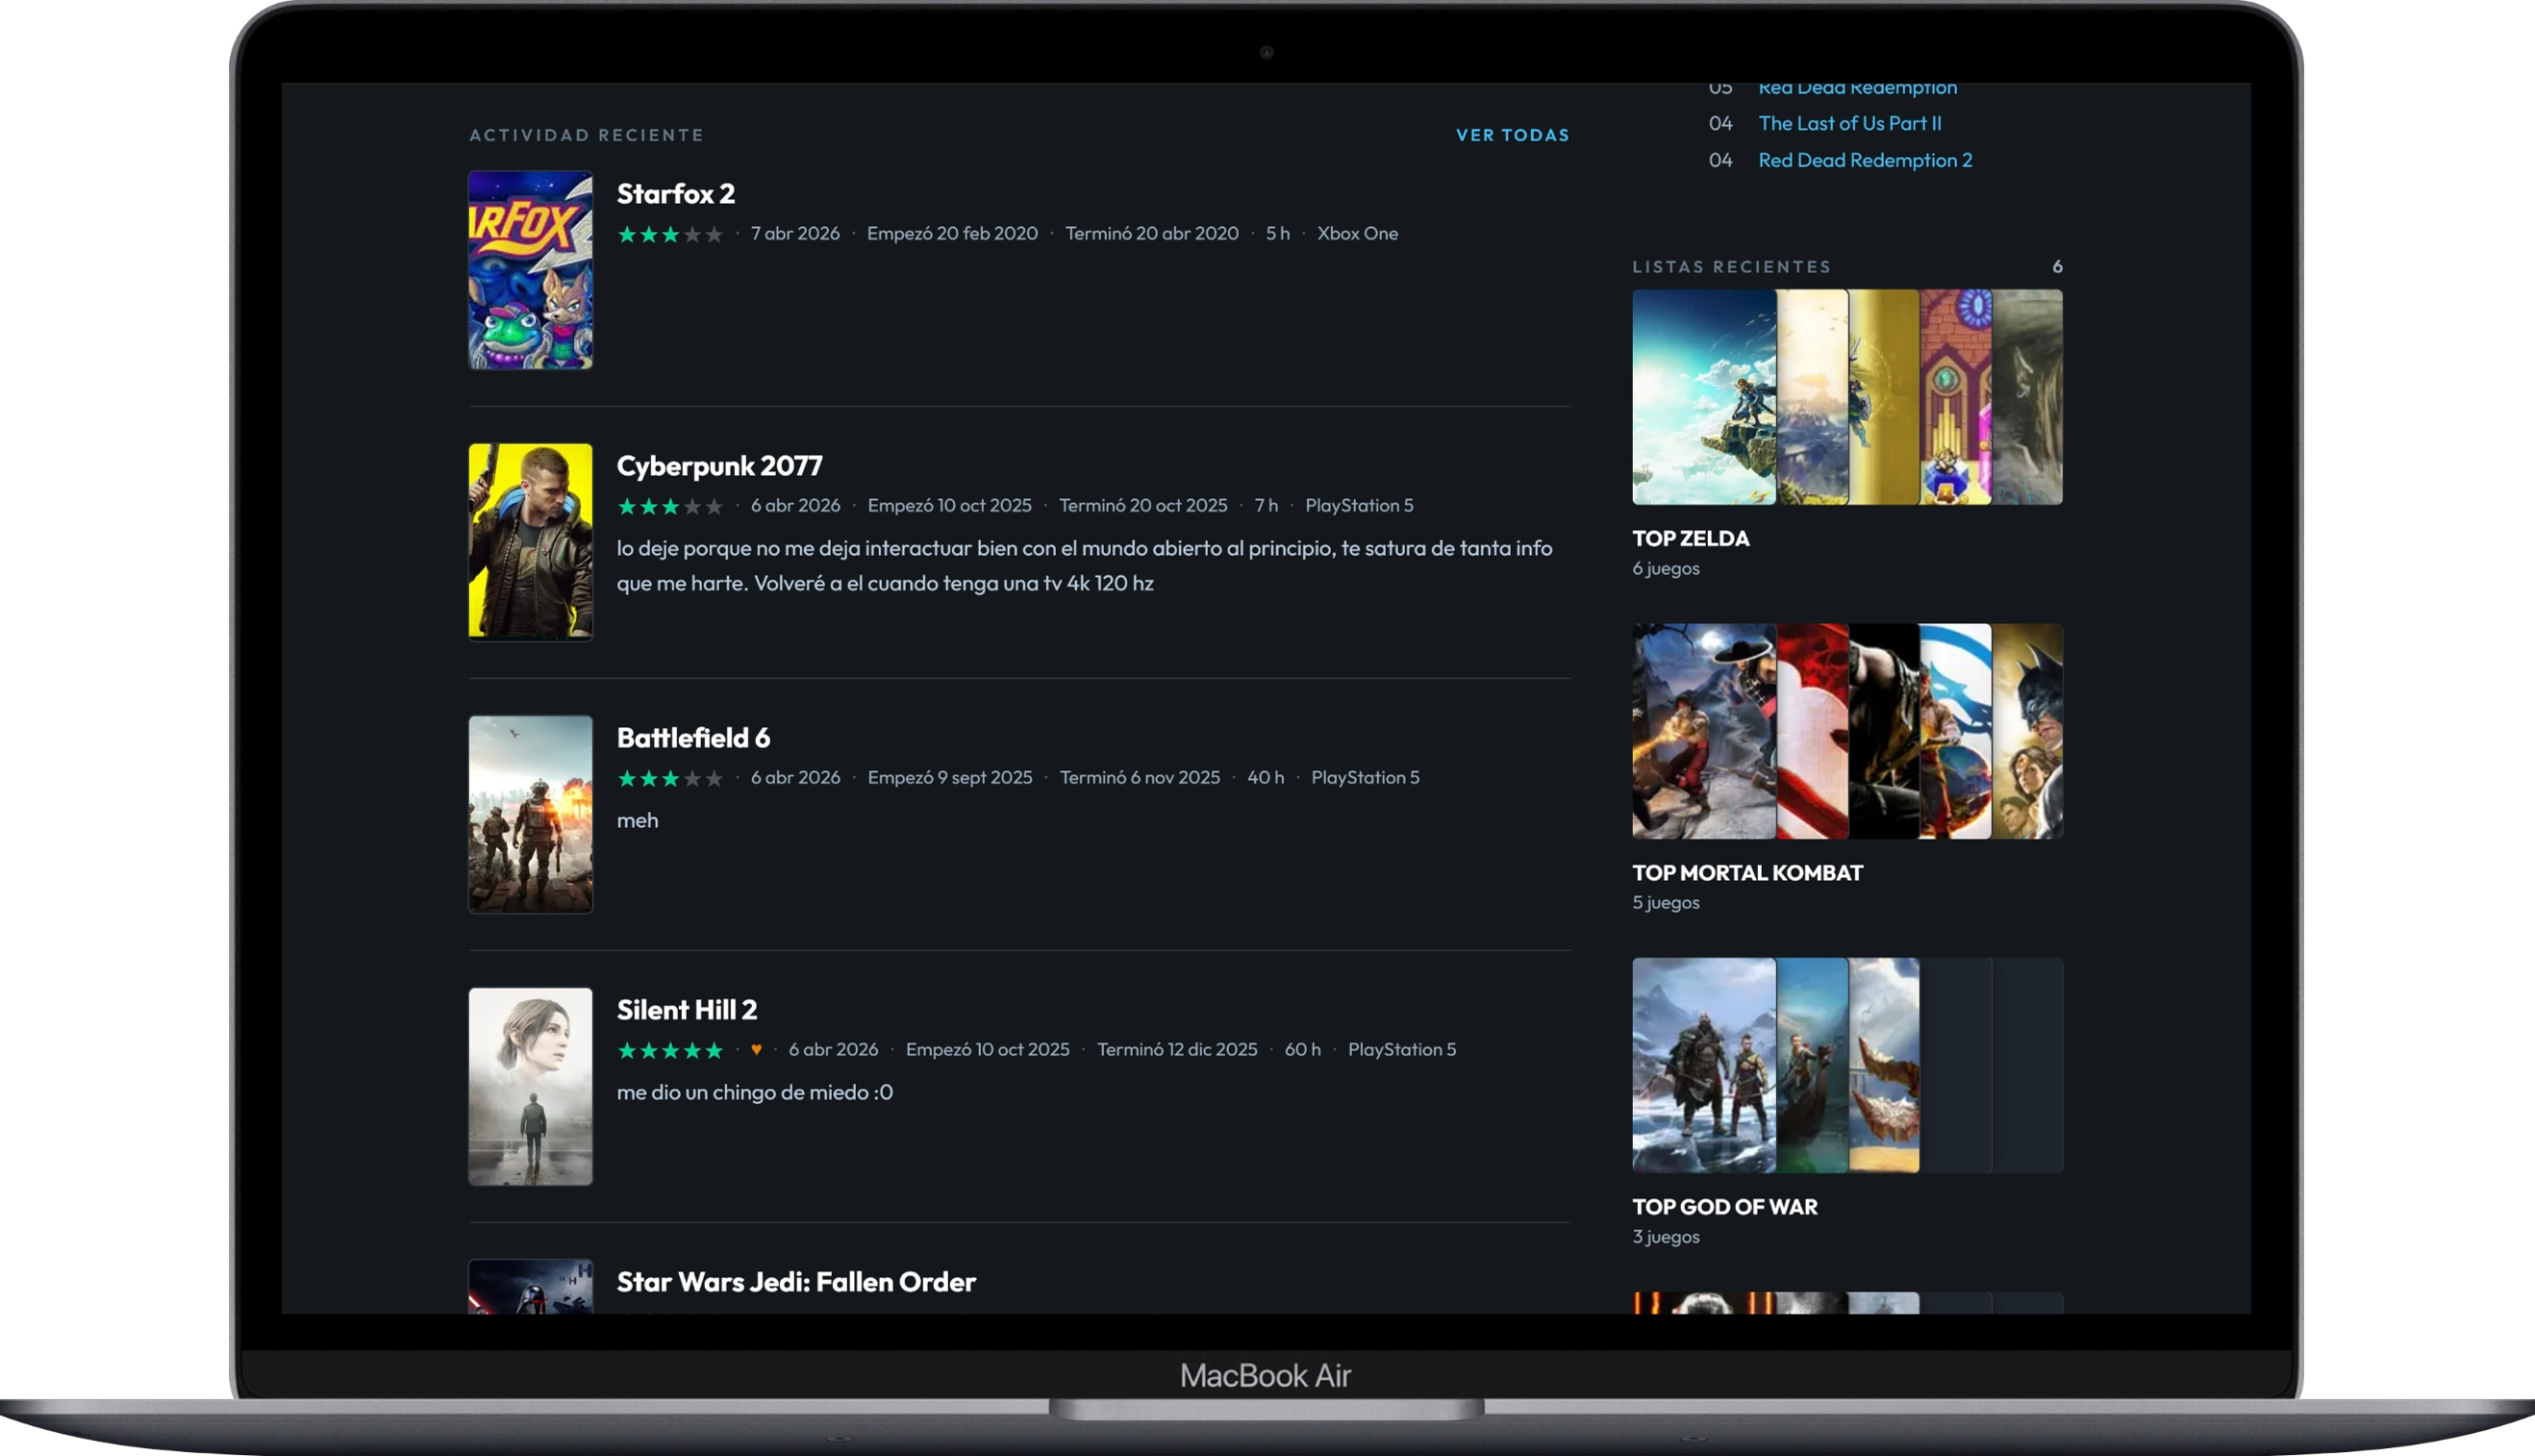 ACTIVIDAD RECIENTE
VER TODAS
ARFOX 2
Starfox 2
★★★★★ · 7 abr 2026 · Empezó 20 feb 2020 · Terminó 20 abr 2020 · 5 h · Xbox One
Cyberpunk 2077
★★★★★ · 6 abr 2026 · Empezó 10 oct 2025 · Terminó 20 oct 2025 · 7 h · PlayStation 5
lo deje porque no me deja interactuar bien con el mundo abierto al principio, te satura de tanta info
que me harte. Volveré a el cuando tenga una tv 4k 120 hz
Battlefield 6
★★★★★ · 6 abr 2026 · Empezó 9 sept 2025 · Terminó 6 nov 2025 · 40 h · PlayStation 5
meh
Silent Hill 2
★★★★★ · ♥ · 6 abr 2026 · Empezó 10 oct 2025 · Terminó 12 dic 2025 · 60 h · PlayStation 5
me dio un chingo de miedo :0
Star Wars Jedi: Fallen Order
05 Red Dead Redemption
04 The Last of Us Part II
04 Red Dead Redemption 2
LISTAS RECIENTES 6
TOP ZELDA
6 juegos
TOP MORTAL KOMBAT
5 juegos
TOP GOD OF WAR
3 juegos
MacBook Air